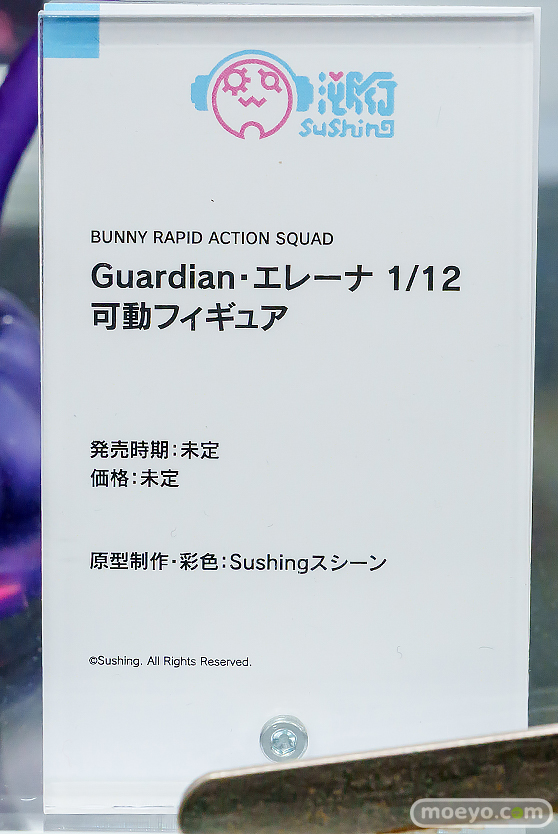 Sushing
BUNNY RAPID ACTION SQUAD
Guardian・エレーナ 1/12
可動フィギュア
発売時期：未定
価格：未定
原型制作・彩色：Sushingスシーン
©Sushing. All Rights Reserved.
moeyo.com